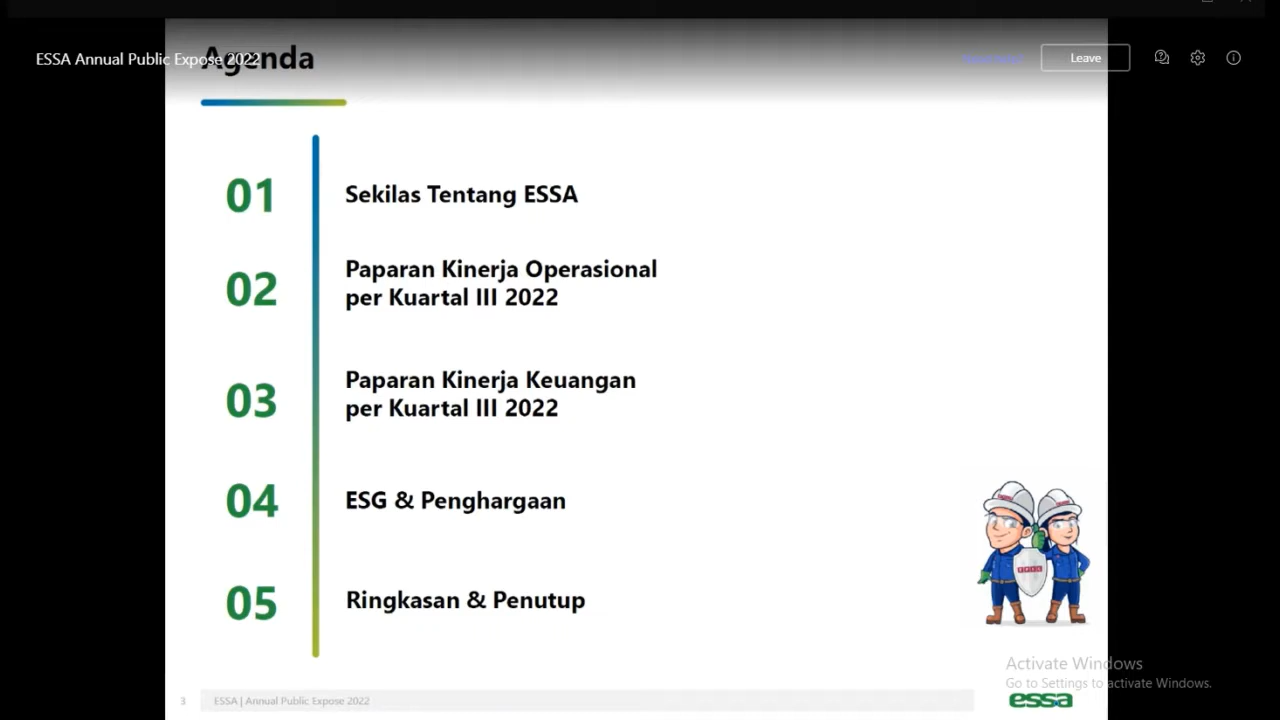 ESSA Annual Public Expose 2022
Agenda
Leave
01
Sekilas Tentang ESSA
02
Paparan Kinerja Operasional
per Kuartal III 2022
03
Paparan Kinerja Keuangan
per Kuartal III 2022
04
ESG & Penghargaan
05
Ringkasan & Penutup
Activate Windows
Go to Settings to activate Windows.
3
ESSA | Annual Public Expose 2022
essa